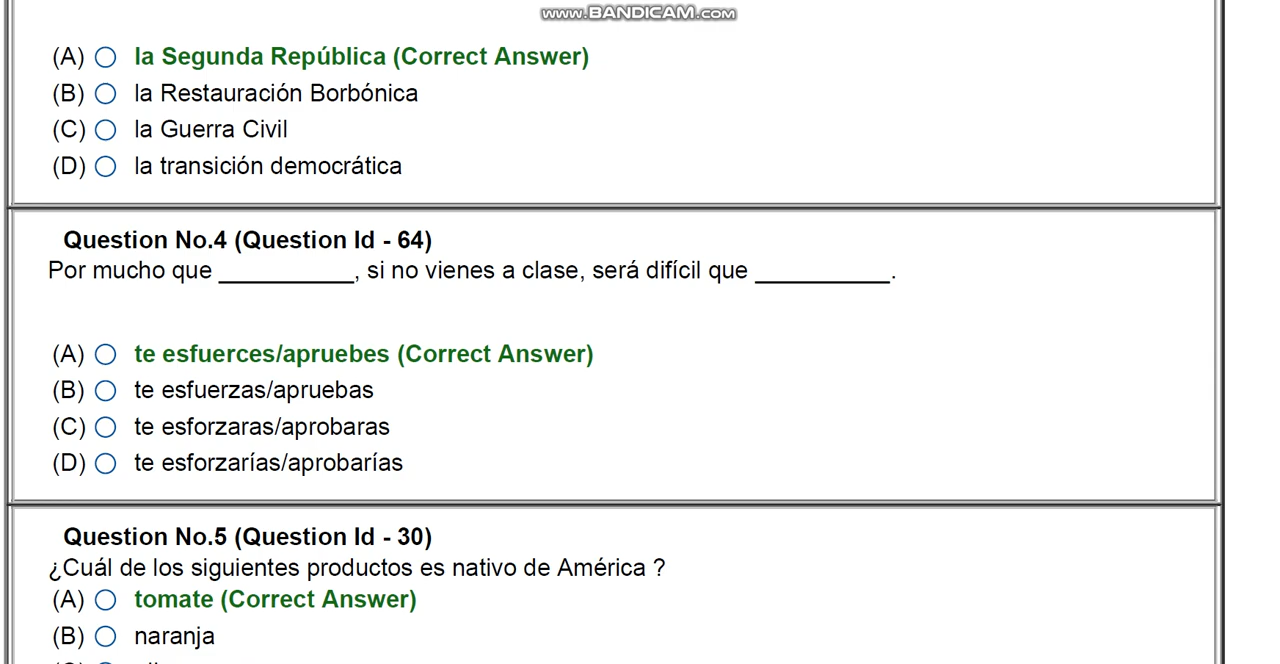 www.BANDICAM.com
(A) la Segunda República (Correct Answer)
(B) la Restauración Borbónica
(C) la Guerra Civil
(D) la transición democrática
Question No.4 (Question Id - 64)
Por mucho que __________, si no vienes a clase, será difícil que __________.
(A) te esfuerces/apruebes (Correct Answer)
(B) te esfuerzas/apruebas
(C) te esforzaras/aprobaras
(D) te esforzarías/aprobarías
Question No.5 (Question Id - 30)
¿Cuál de los siguientes productos es nativo de América ?
(A) tomate (Correct Answer)
(B) naranja